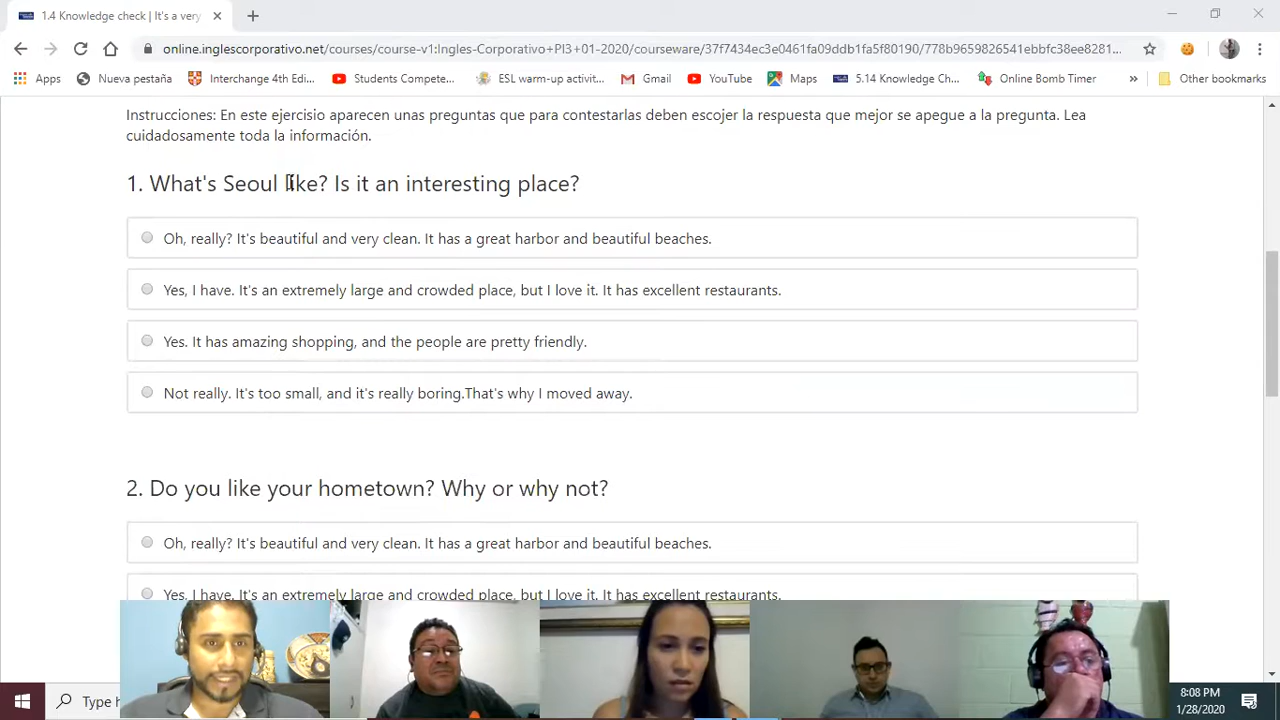 1.4 Knowledge check | It's a very
online.inglescorporativo.net/courses/course-v1:Ingles-Corporativo+PI3+01-2020/courseware/37f7434ec3e0461fa09ddb1fa5f80190/778b9659826541ebbfc38ee8281...
Apps Nueva pestaña Interchange 4th Edi... Students Compete... ESL warm-up activit... Gmail YouTube Maps 5.14 Knowledge Ch... Online Bomb Timer » Other bookmarks
Instrucciones: En este ejercicio aparecen unas preguntas que para contestarlas deben escojer la respuesta que mejor se apegue a la pregunta. Lea
cuidadosamente toda la información.
1. What's Seoul like? Is it an interesting place?
Oh, really? It's beautiful and very clean. It has a great harbor and beautiful beaches.
Yes, I have. It's an extremely large and crowded place, but I love it. It has excellent restaurants.
Yes. It has amazing shopping, and the people are pretty friendly.
Not really. It's too small, and it's really boring.That's why I moved away.
2. Do you like your hometown? Why or why not?
Oh, really? It's beautiful and very clean. It has a great harbor and beautiful beaches.
Yes, I have. It's an extremely large and crowded place, but I love it. It has excellent restaurants.
Type h
8:08 PM
1/28/2020